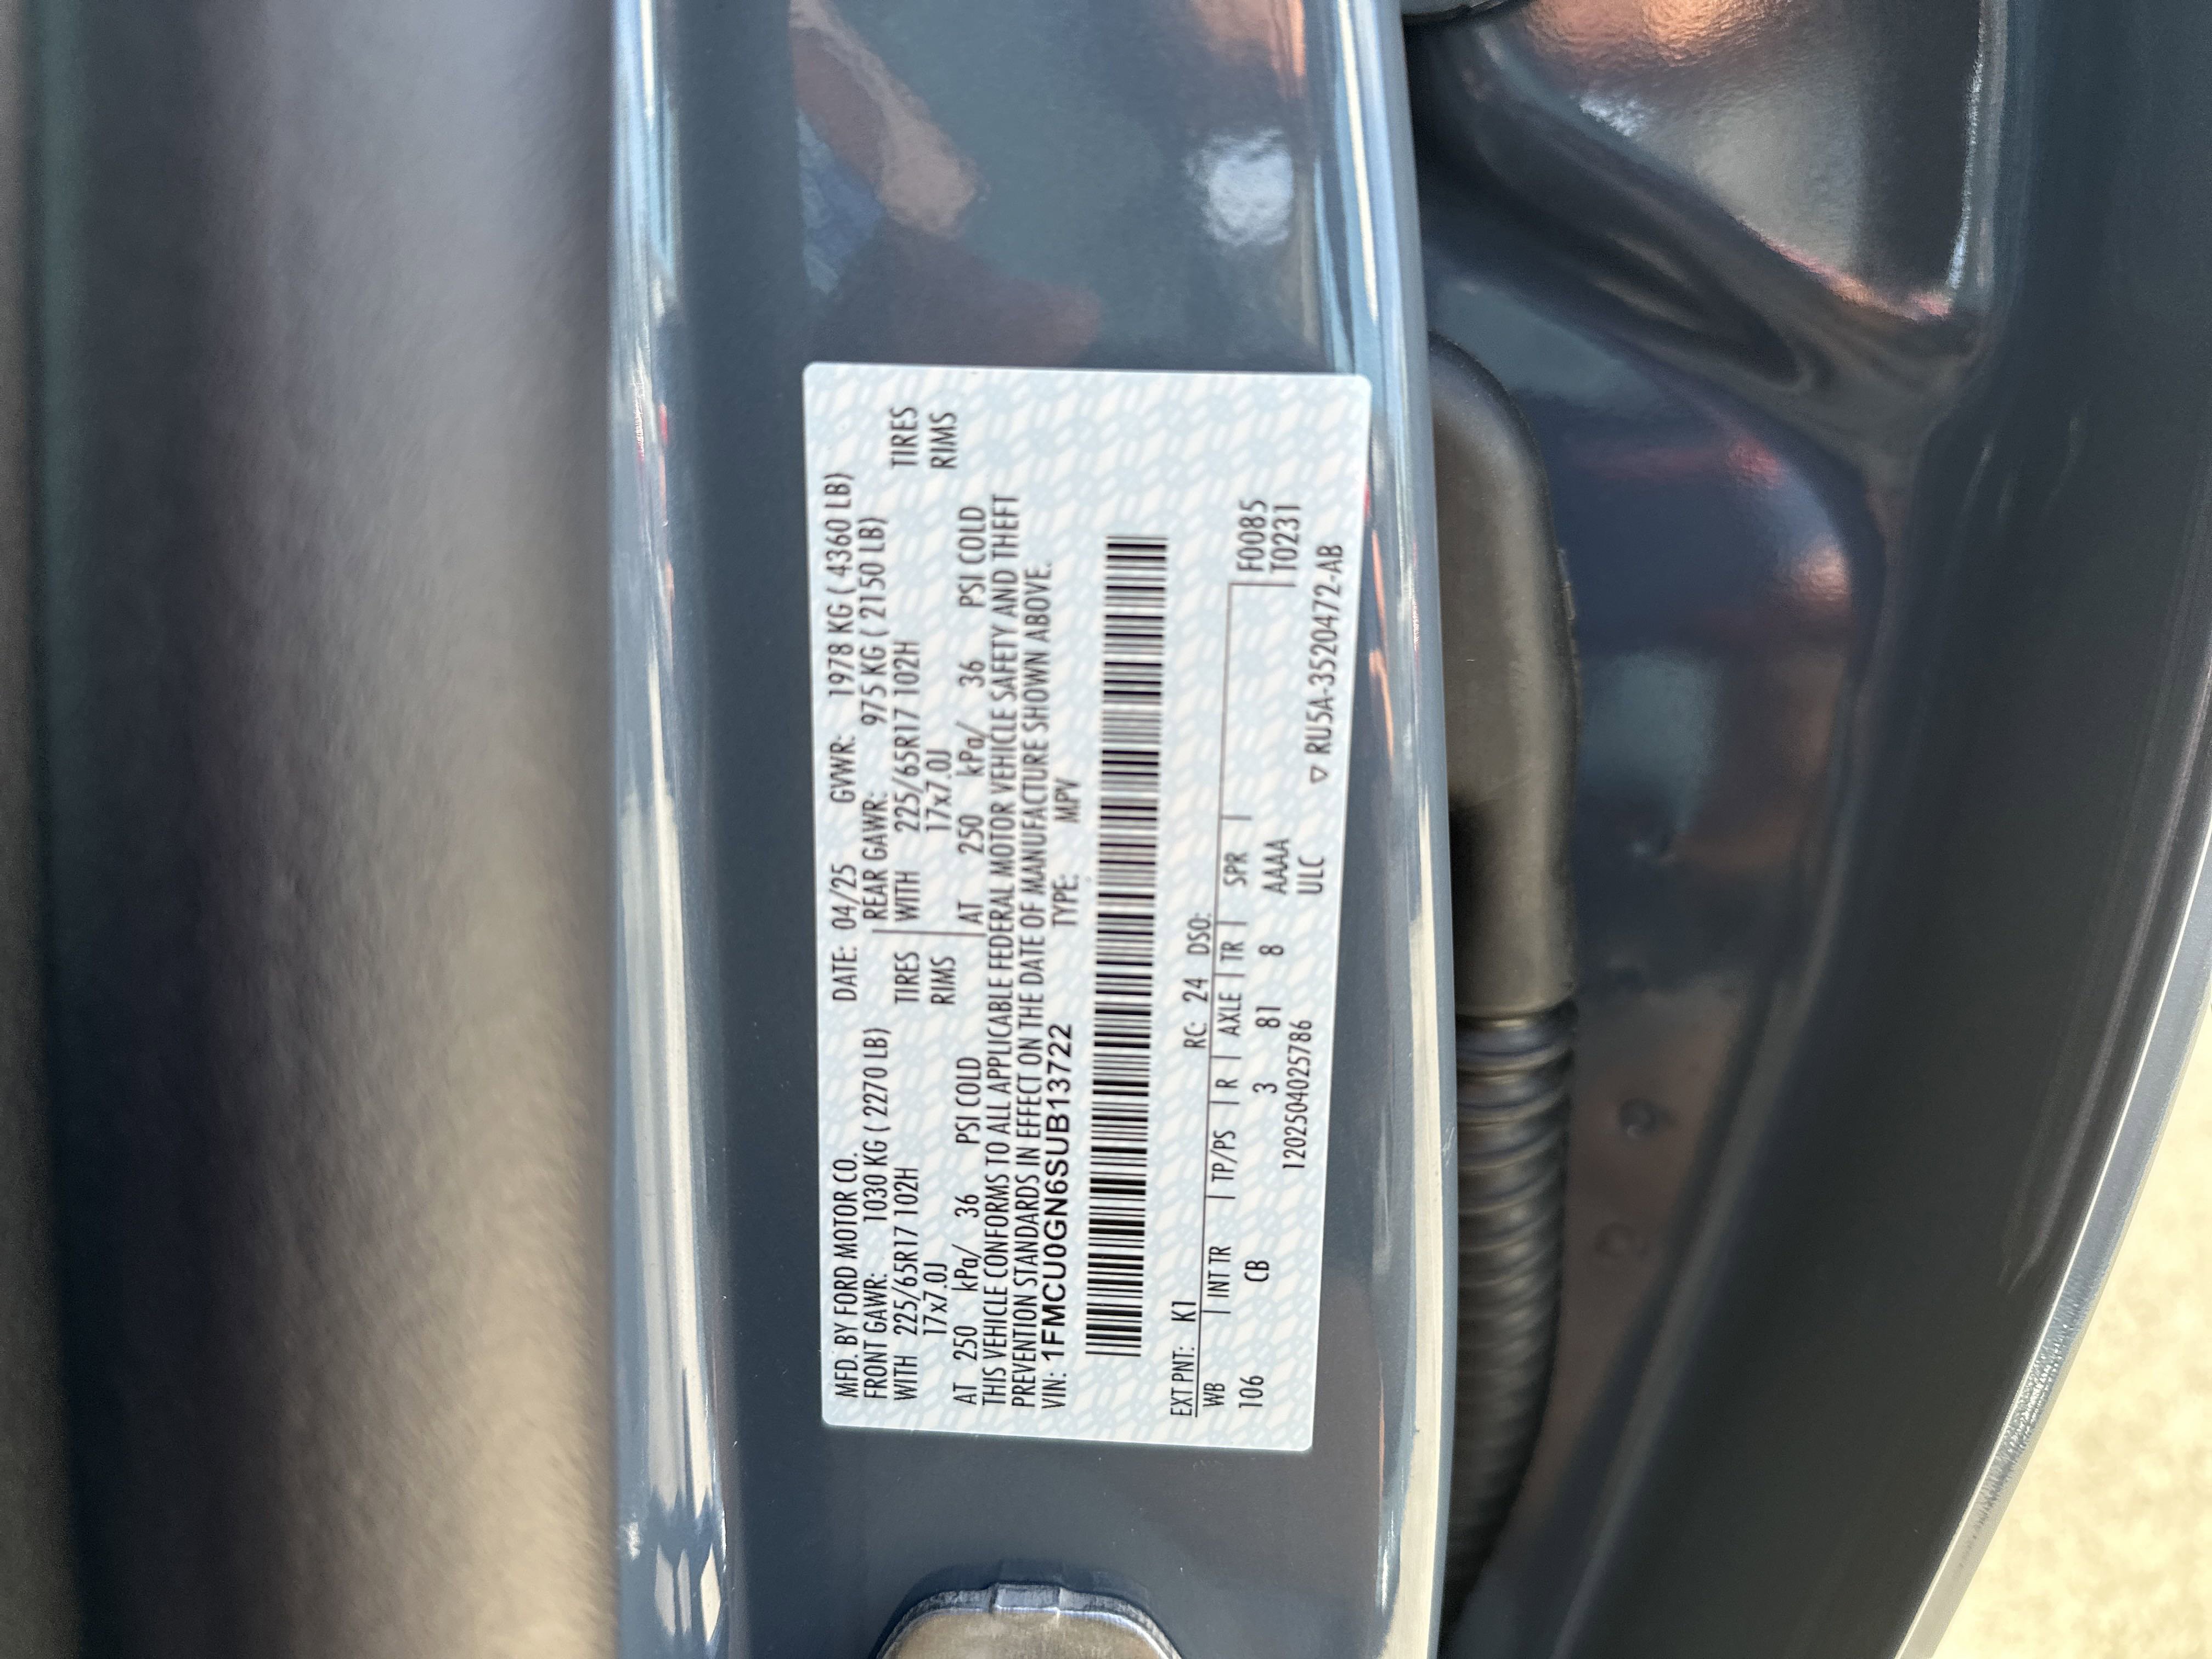 MFD. BY FORD MOTOR CO. DATE: 04/25 GVWR: 1978 KG ( 4360 LB)
FRONT GAWR: 1030 KG ( 2270 LB) REAR GAWR: 975 KG ( 2150 LB)
WITH 225/65R17 102H TIRES WITH 225/65R17 102H TIRES
17x7.0J RIMS 17x7.0J RIMS
AT 250 kPa/ 36 PSI COLD AT 250 kPa/ 36 PSI COLD
THIS VEHICLE CONFORMS TO ALL APPLICABLE FEDERAL MOTOR VEHICLE SAFETY AND THEFT
PREVENTION STANDARDS IN EFFECT ON THE DATE OF MANUFACTURE SHOWN ABOVE.
VIN: 1FMCU0GN6SUB13722 TYPE: MPV
EXT PNT: K1 RC: 24 DSO:
WB INT TR TP/PS R AXLE TR SPR F0085
106 CB 3 81 8 AAAA T0231
120250402578​6 ULC ▽ RU5A-3520472-AB